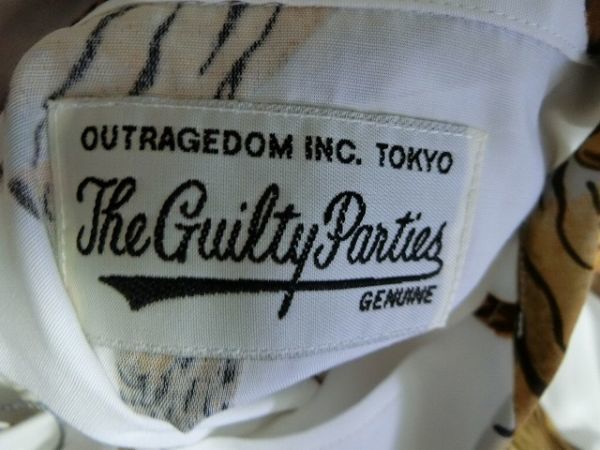 OUTRAGEDOM INC. TOKYO
The Guilty Parties
GENUINE